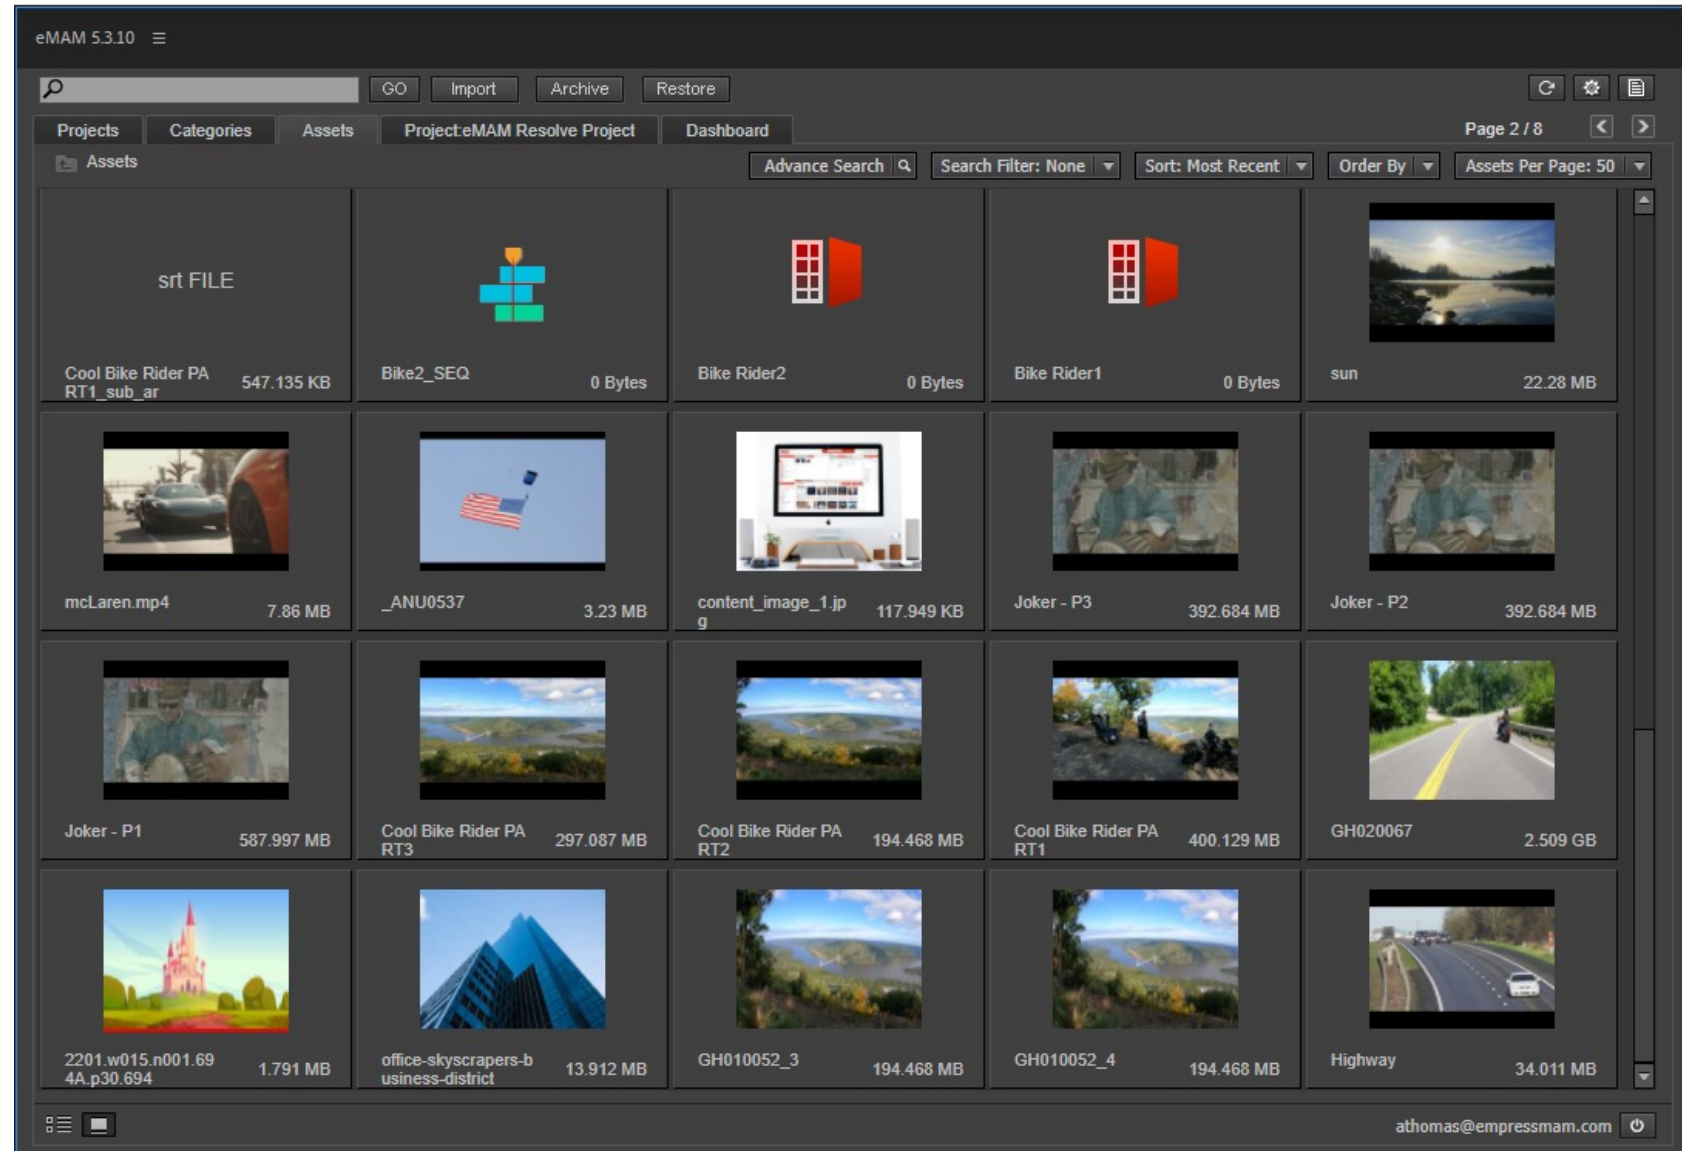 eMAM 5.3.10
GO Import Archive Restore
Projects Categories Assets Project:eMAM Resolve Project Dashboard Page 2 / 8
Assets Advance Search Search Filter: None Sort: Most Recent Order By Assets Per Page: 50
srt FILE
Cool Bike Rider PA
RT1_sub_ar
547.135 KB
Bike2_SEQ
0 Bytes
Bike Rider2
0 Bytes
Bike Rider1
0 Bytes
sun
22.28 MB
mcLaren.mp4
7.86 MB
_ANU0537
3.23 MB
content_image_1.jp
g
117.949 KB
Joker - P3
392.684 MB
Joker - P2
392.684 MB
Joker - P1
587.997 MB
Cool Bike Rider PA
RT3
297.087 MB
Cool Bike Rider PA
RT2
194.468 MB
Cool Bike Rider PA
RT1
400.129 MB
GH020067
2.509 GB
2201.w015.n001.69
4A.p30.694
1.791 MB
office-skyscrapers-b
usiness-district
13.912 MB
GH010052_3
194.468 MB
GH010052_4
194.468 MB
Highway
34.011 MB
athomas@empressmam.com